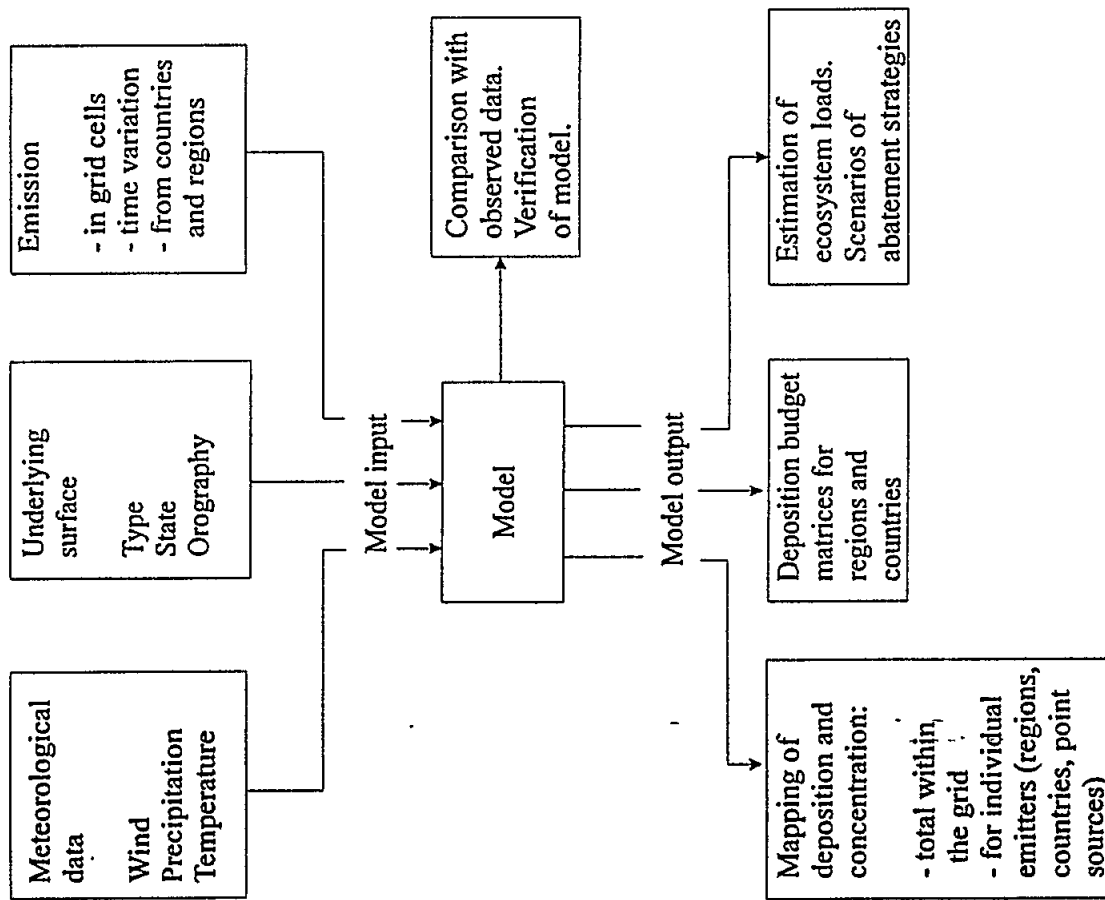 Meteorological
data
Wind
Precipitation
Temperature
Underlying
surface
Type
State
Orography
Emission
- in grid cells
- time variation
- from countries
and regions
Model input
Model
Comparison with
observed data.
Verification
of model.
Model output
Mapping of
deposition and
concentration:
- total within
the grid
- for individual
emitters (regions,
countries, point
sources)
Deposition budget
matrices for
regions and
countries
Estimation of
ecosystem loads.
Scenarios of
abatement strategies